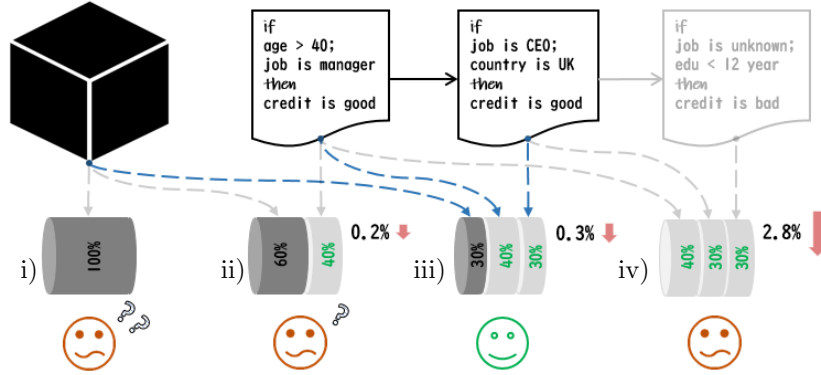 if
age > 40;
job is manager
then
credit is good
if
job is CEO;
country is UK
then
credit is good
if
job is unknown;
edu < 12 year
then
credit is bad
i)
100%
??
ii)
60%
40%
0.2%
?
iii)
30%
40%
30%
0.3%
iv)
40%
30%
30%
2.8%